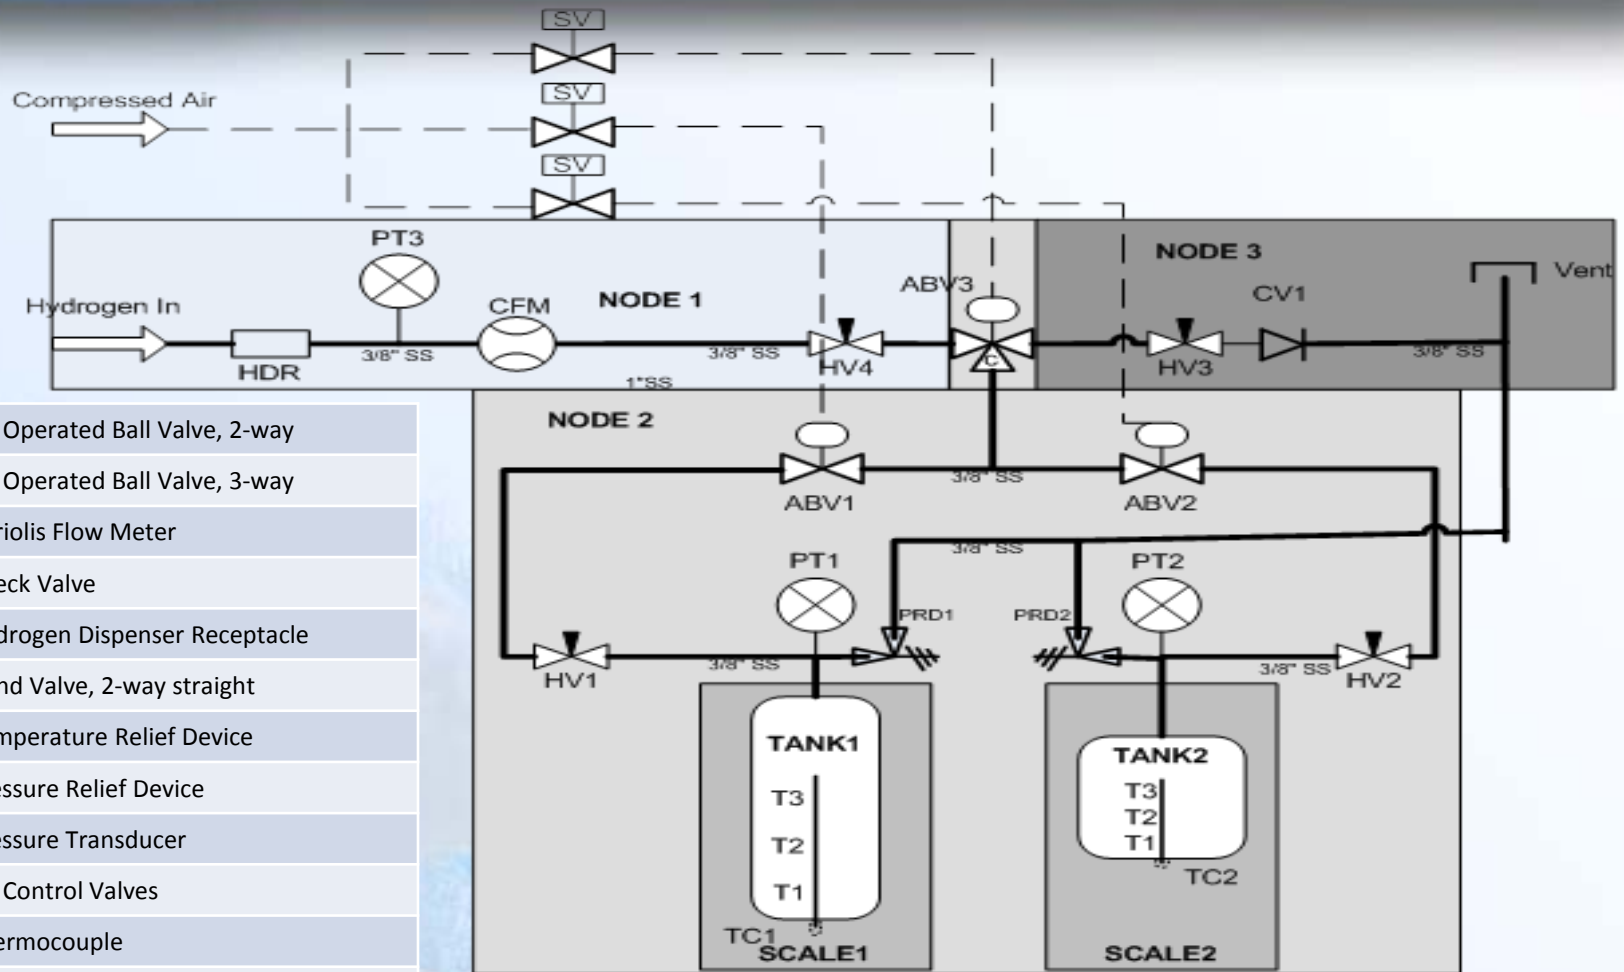 SV
SV
Compressed Air
SV
PT3
NODE 3
Vent
ABV3
CV1
Hydrogen In
CFM
NODE 1
3/8" SS
3/8" SS
C
3/8" SS
HDR
HV4
HV3
1"SS
NODE 2
Operated Ball Valve, 2-way
Operated Ball Valve, 3-way
3/8" SS
ABV1
ABV2
riolis Flow Meter
3/8" SS
PT1
PT2
eck Valve
PRD1
PRD2
drogen Dispenser Receptacle
3/8" SS
3/8" SS
HV1
HV2
nd Valve, 2-way straight
mperature Relief Device
TANK1
TANK2
essure Relief Device
T3
T3
T2
T1
essure Transducer
T2
T1
TC2
Control Valves
TC1
ermocouple
SCALE1
SCALE2